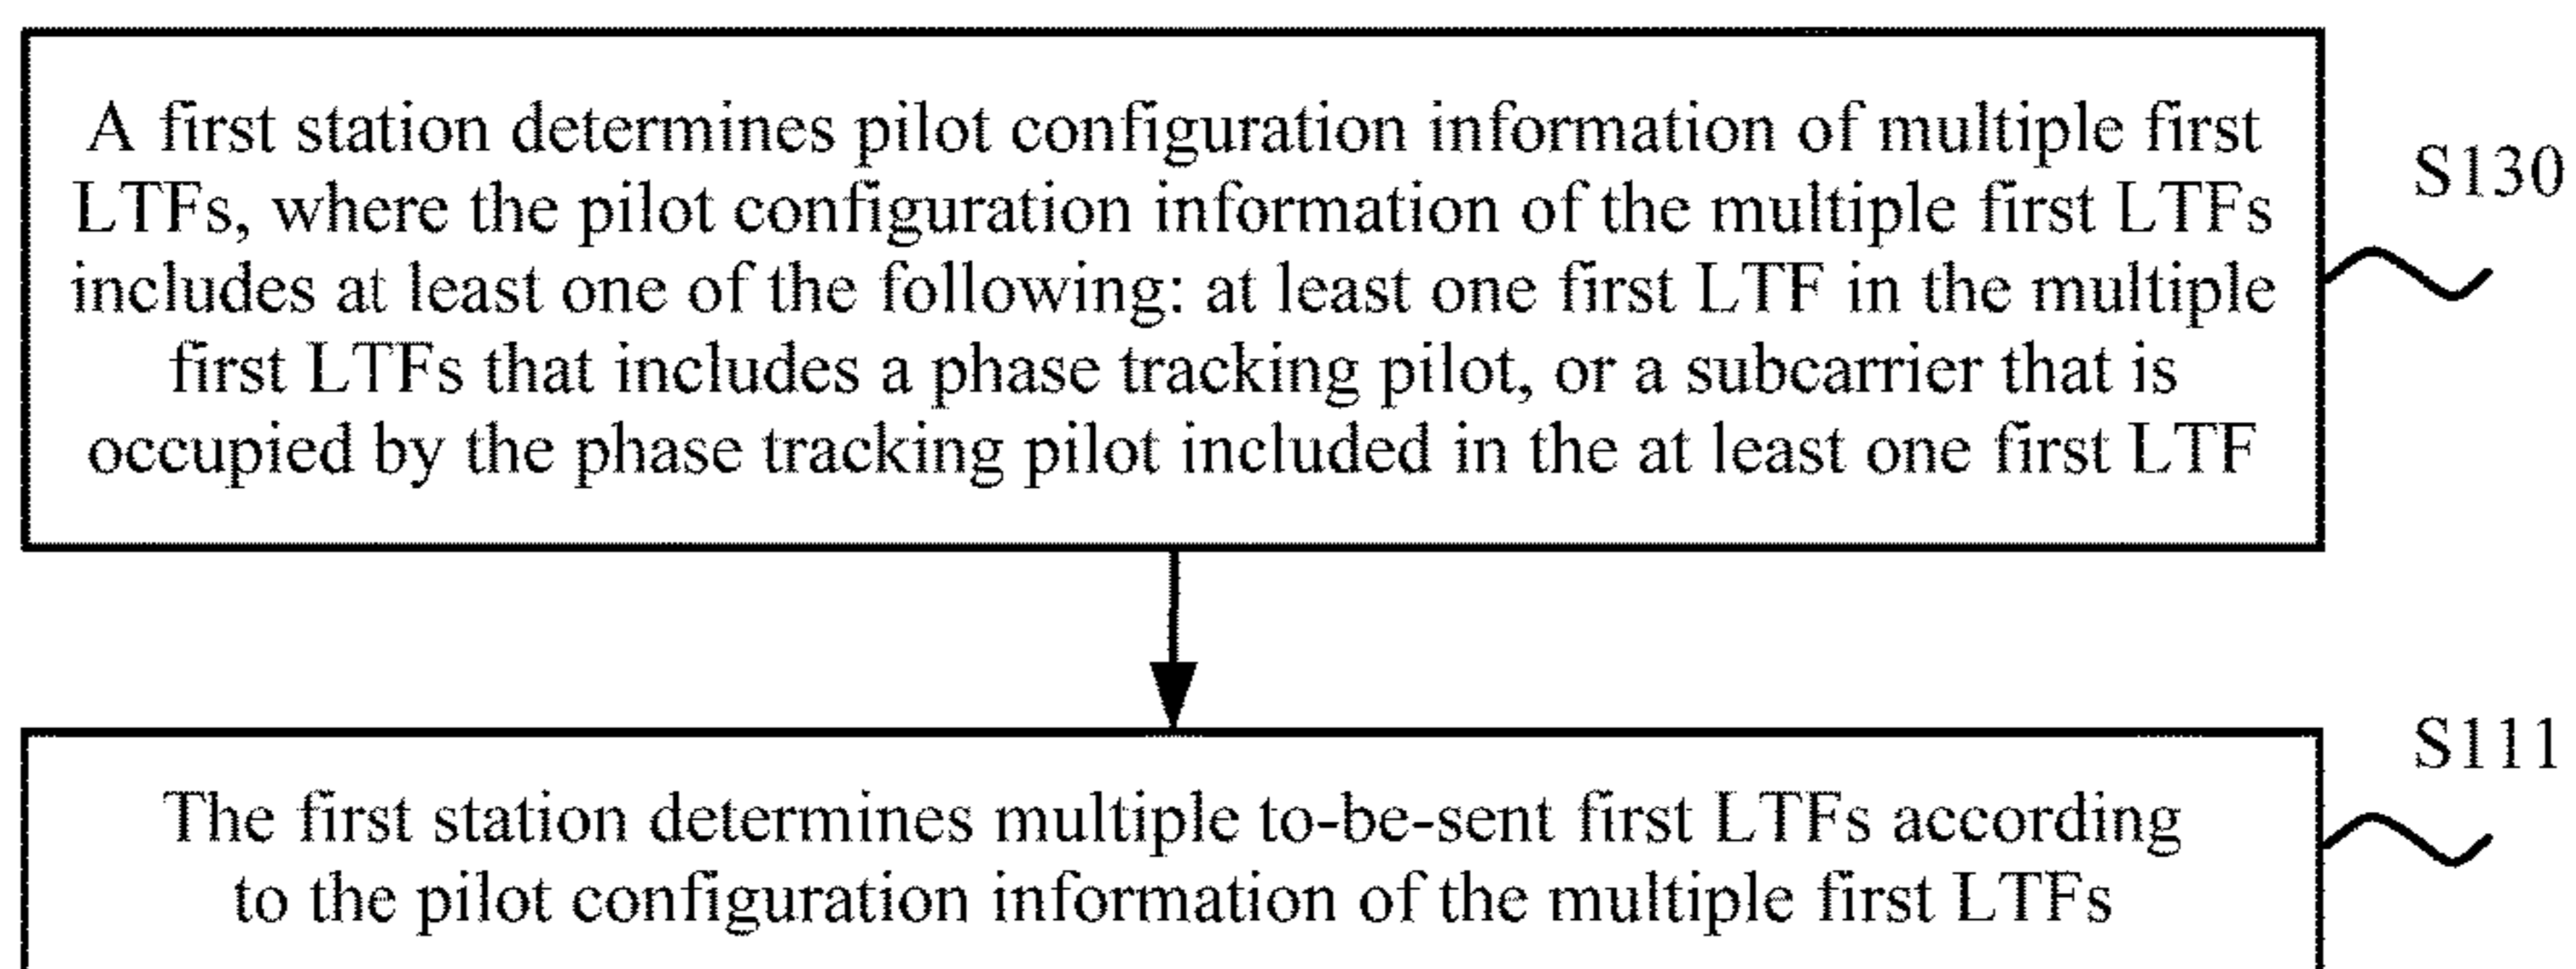 A first station determines pilot configuration information of multiple first
LTFs, where the pilot configuration information of the multiple first LTFs
includes at least one of the following: at least one first LTF in the multiple
first LTFs that includes a phase tracking pilot, or a subcarrier that is
occupied by the phase tracking pilot included in the at least one first LTF
S130
The first station determines multiple to-be-sent first LTFs according
to the pilot configuration information of the multiple first LTFs
S111